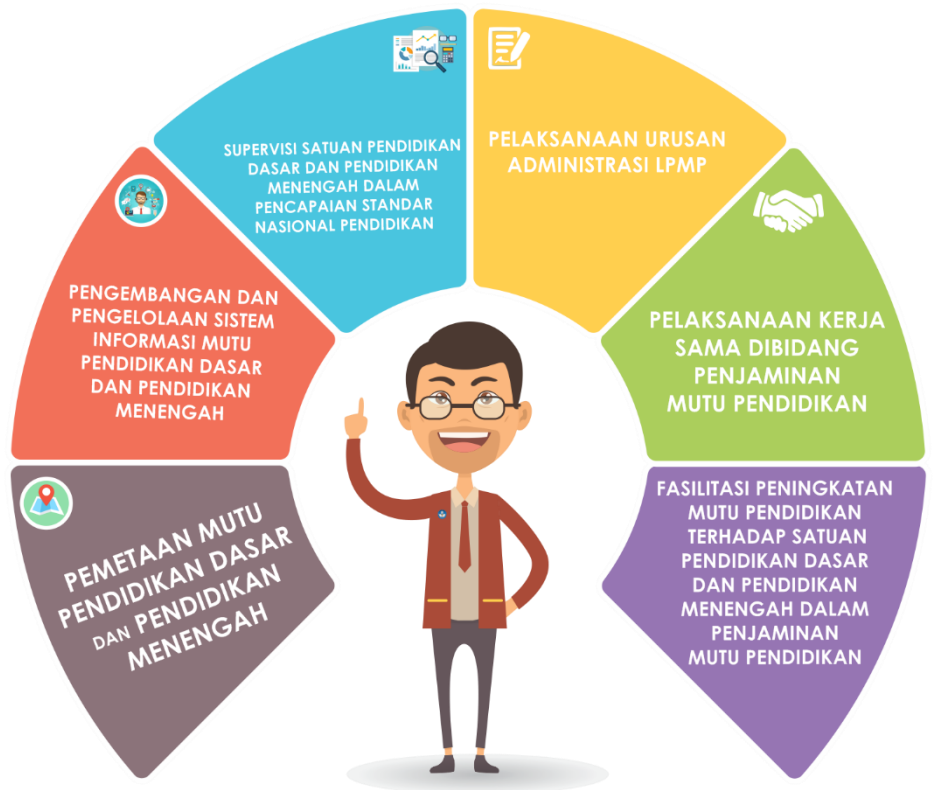 SUPERVISI SATUAN PENDIDIKAN
DASAR DAN PENDIDIKAN
MENENGAH DALAM
PENCAPAIAN STANDAR
NASIONAL PENDIDIKAN
PELAKSANAAN URUSAN
ADMINISTRASI LPMP
PENGEMBANGAN DAN
PENGELOLAAN SISTEM
INFORMASI MUTU
PENDIDIKAN DASAR
DAN PENDIDIKAN
MENENGAH
PELAKSANAAN KERJA
SAMA DIBIDANG
PENJAMINAN
MUTU PENDIDIKAN
PEMETAAN MUTU
PENDIDIKAN DASAR
DAN PENDIDIKAN
MENENGAH
FASILITASI PENINGKATAN
MUTU PENDIDIKAN
TERHADAP SATUAN
PENDIDIKAN DASAR
DAN PENDIDIKAN
MENENGAH DALAM
PENJAMINAN
MUTU PENDIDIKAN